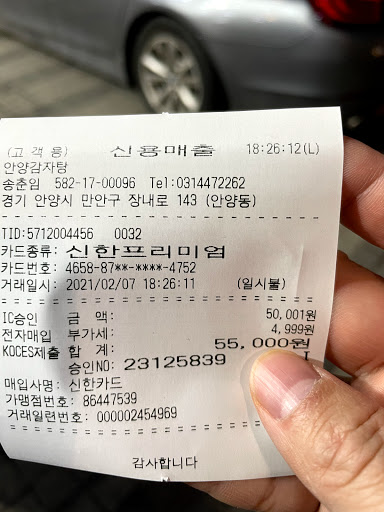 (고 객 용) 신용매출 18:26:12(L)
안양감자탕
송춘임 582-17-00096 Tel:0314472262
경기 안양시 만안구 장내로 143 (안양동)
TID:5712004456 0032
카드종류: 신한프리미엄
카드번호: 4658-87**-****-4752
거래일시: 2021/02/07 18:26:11 (일시불)
IC승인 금 액: 50,001원
전자매입 부가세: 4,999원
KOCES제출 합 계: 55,000원
승인NO: 23125839
매입사명: 신한카드
가맹점번호: 86447539
거래일련번호: 000002454969
감사합니다